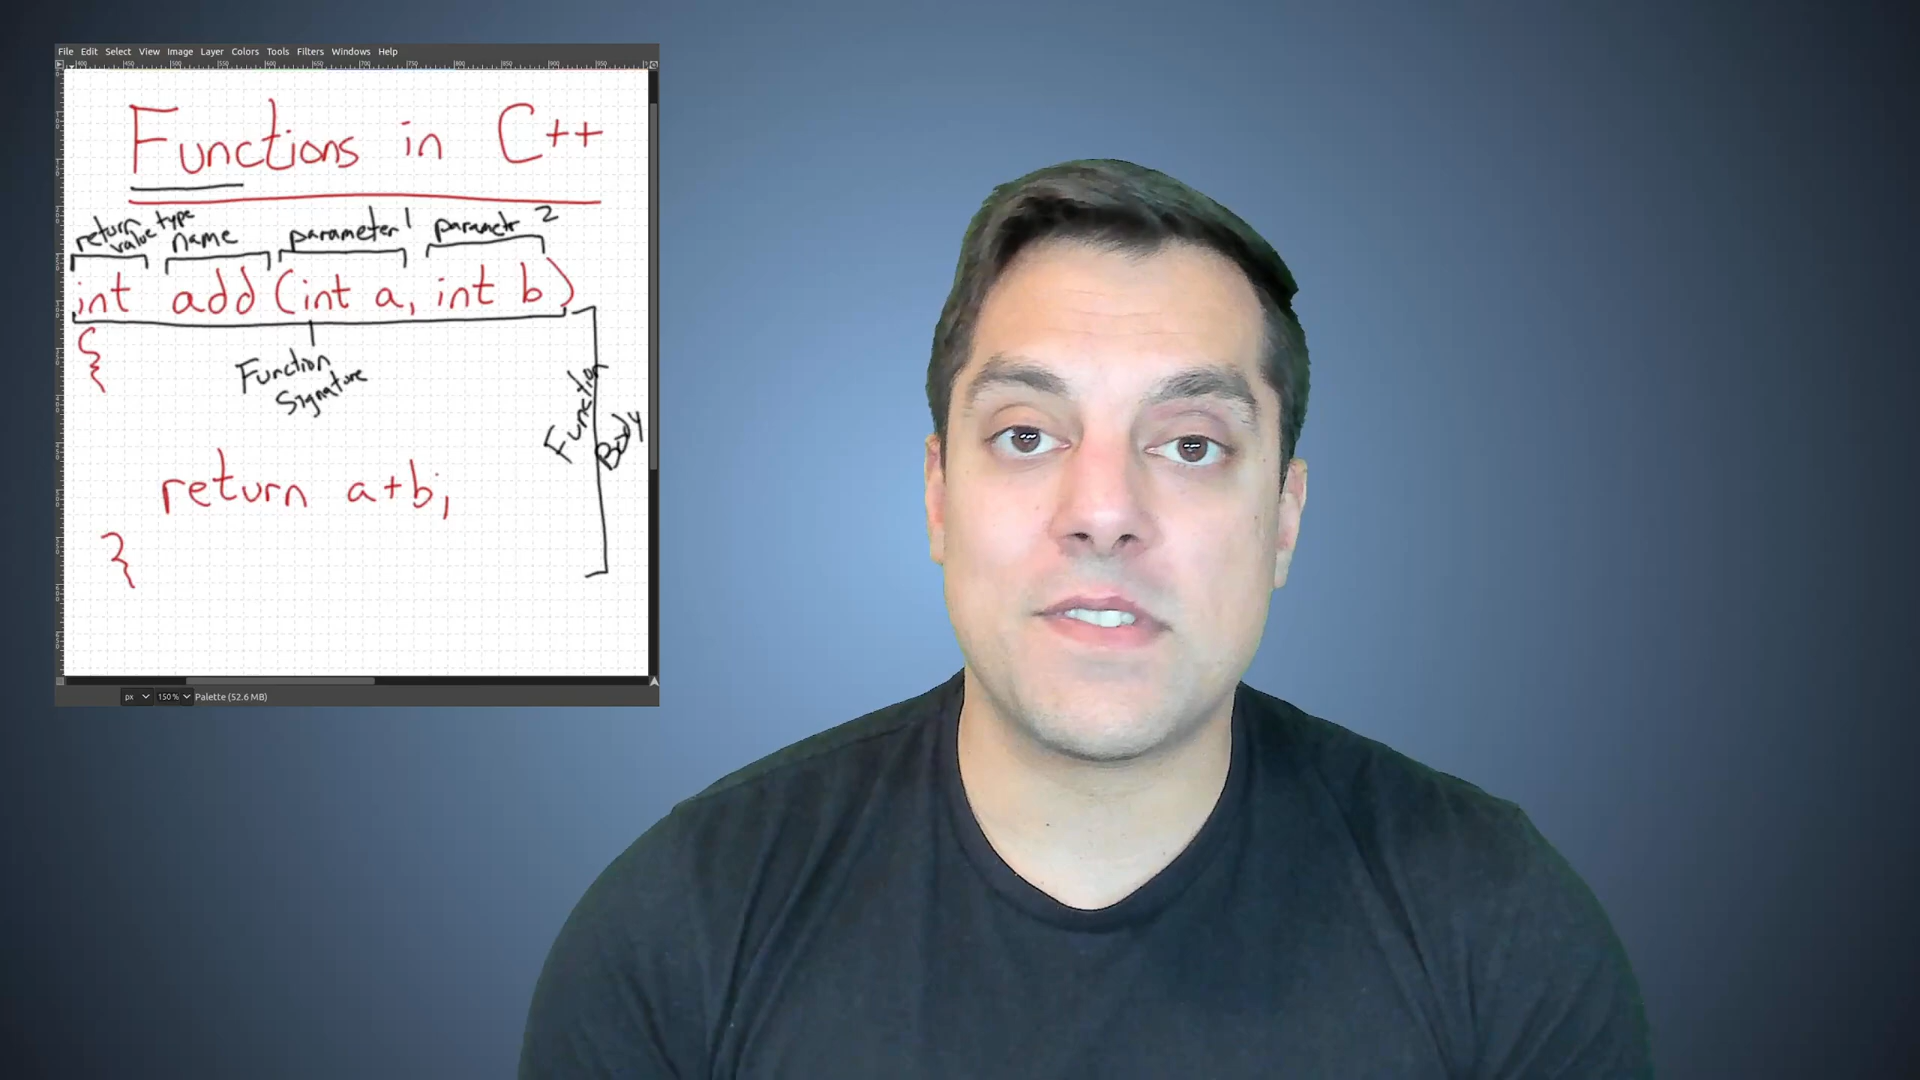 File Edit Select View Image Layer Colors Tools Filters Windows Help
Functions in C++
return value type name parameter 1 parametr 2
int add (int a, int b)
{
Function
Signature
Function Body
return a+b;
}
px 150 % Palette (52.6 MB)